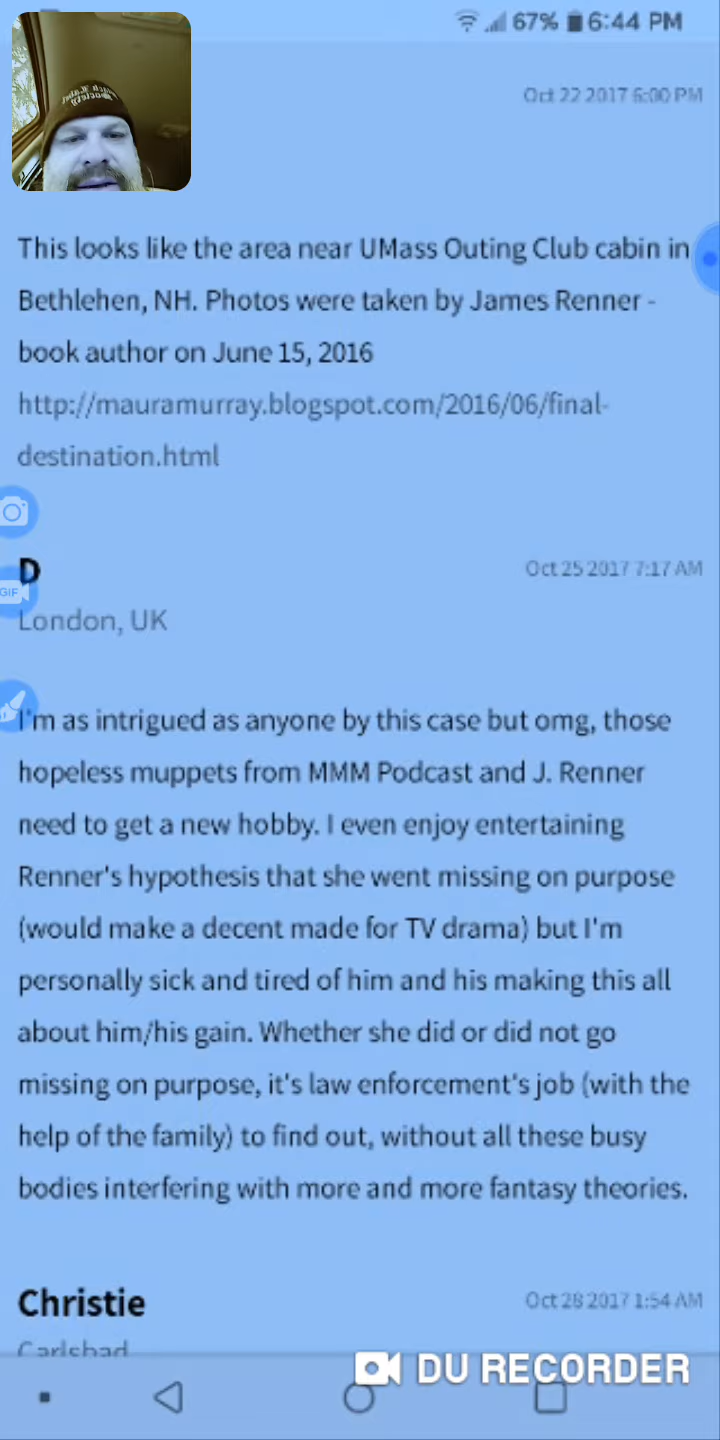 67% 6:44 PM
Oct 22 2017 6:00 PM
This looks like the area near UMass Outing Club cabin in
Bethlehen, NH. Photos were taken by James Renner -
book author on June 15, 2016
http://mauramurray.blogspot.com/2016/06/final-
destination.html
D
Oct 25 2017 7:17 AM
GIF
London, UK
I'm as intrigued as anyone by this case but omg, those
hopeless muppets from MMM Podcast and J. Renner
need to get a new hobby. I even enjoy entertaining
Renner's hypothesis that she went missing on purpose
(would make a decent made for TV drama) but I'm
personally sick and tired of him and his making this all
about him/his gain. Whether she did or did not go
missing on purpose, it's law enforcement's job (with the
help of the family) to find out, without all these busy
bodies interfering with more and more fantasy theories.
Christie
Oct 28 2017 1:54 AM
Carlsbad
DU RECORDER